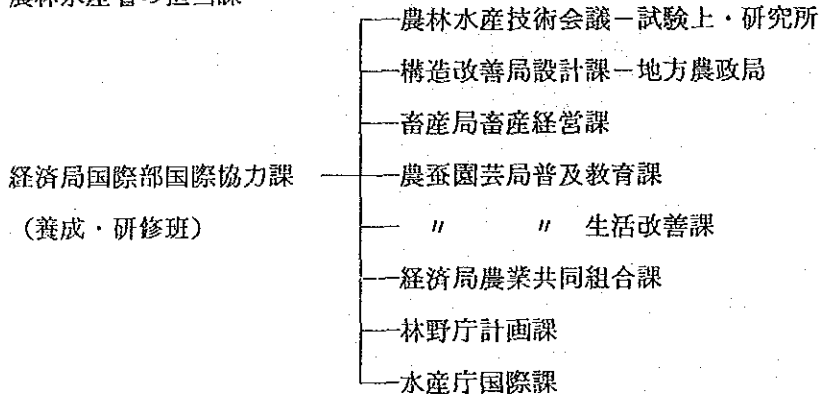 農林水産省の担当課
農林水産技術会議－試験上・研究所
構造改善局設計課－地方農政局
畜産局畜産経営課
経済局国際部国際協力課
農蚕園芸局普及教育課
（養成・研修班）
〃 〃 生活改善課
経済局農業共同組合課
林野庁計画課
水産庁国際課